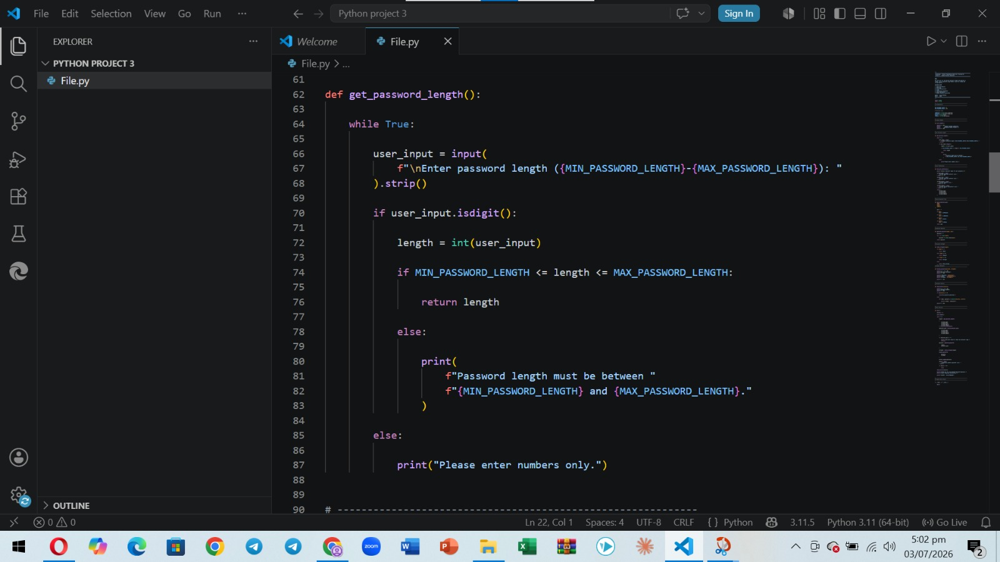 File Edit Selection View Go Run ···
Python project 3
Sign In
EXPLORER
PYTHON PROJECT 3
File.py
OUTLINE
Welcome
File.py
File.py > ...
61
62 def get_password_length():
63
64 while True:
65
66 user_input = input(
67 f"\nEnter password length ({MIN_PASSWORD_LENGTH}-{MAX_PASSWORD_LENGTH}): "
68 ).strip()
69
70 if user_input.isdigit():
71
72 length = int(user_input)
73
74 if MIN_PASSWORD_LENGTH <= length <= MAX_PASSWORD_LENGTH:
75
76 return length
77
78 else:
79
80 print(
81 f"Password length must be between "
82 f"{MIN_PASSWORD_LENGTH} and {MAX_PASSWORD_LENGTH}."
83 )
84
85 else:
86
87 print("Please enter numbers only.")
88
89
90 # ------------------------------------------------------------
0 0
Ln 22, Col 1 Spaces: 4 UTF-8 CRLF { } Python 3.11.5 Python 3.11 (64-bit) Go Live
zoom
5:02 pm
03/07/2026
2